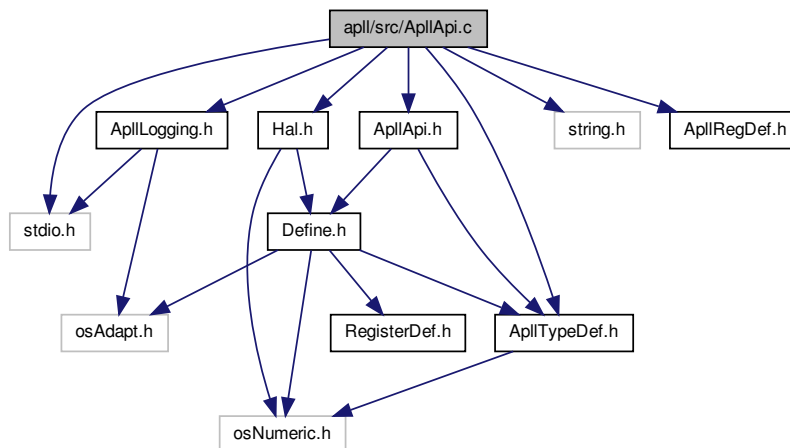 apll/src/ApllApi.c
ApllLogging.h
Hal.h
ApllApi.h
string.h
ApllRegDef.h
stdio.h
Define.h
osAdapt.h
RegisterDef.h
ApllTypeDef.h
osNumeric.h